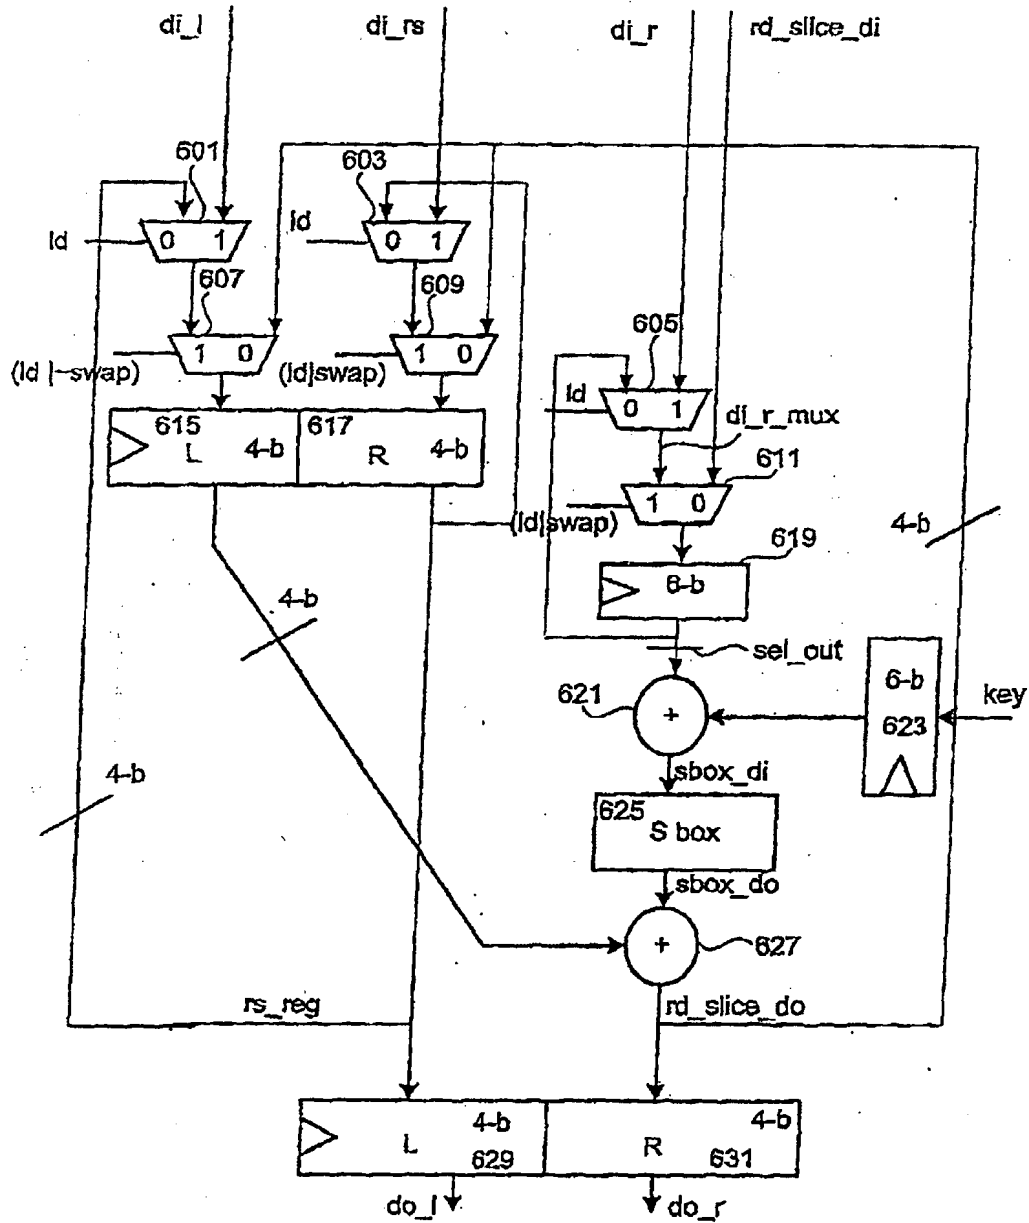 di_l di_rs di_r rd_slice_di
601 603
ld 0 1 ld 0 1
607 609 605
(ld |~swap) 1 0 (ld|swap) 1 0 ld 0 1
di_r_mux
615 617 611
L 4-b R 4-b 1 0
(ld|swap) 4-b
619
6-b
4-b
sel_out
6-b
621 + 623 key
sbox_di
4-b 625
S box
sbox_do
+ 627
rs_reg rd_slice_do
4-b 4-b
L R
629 631
do_l do_r